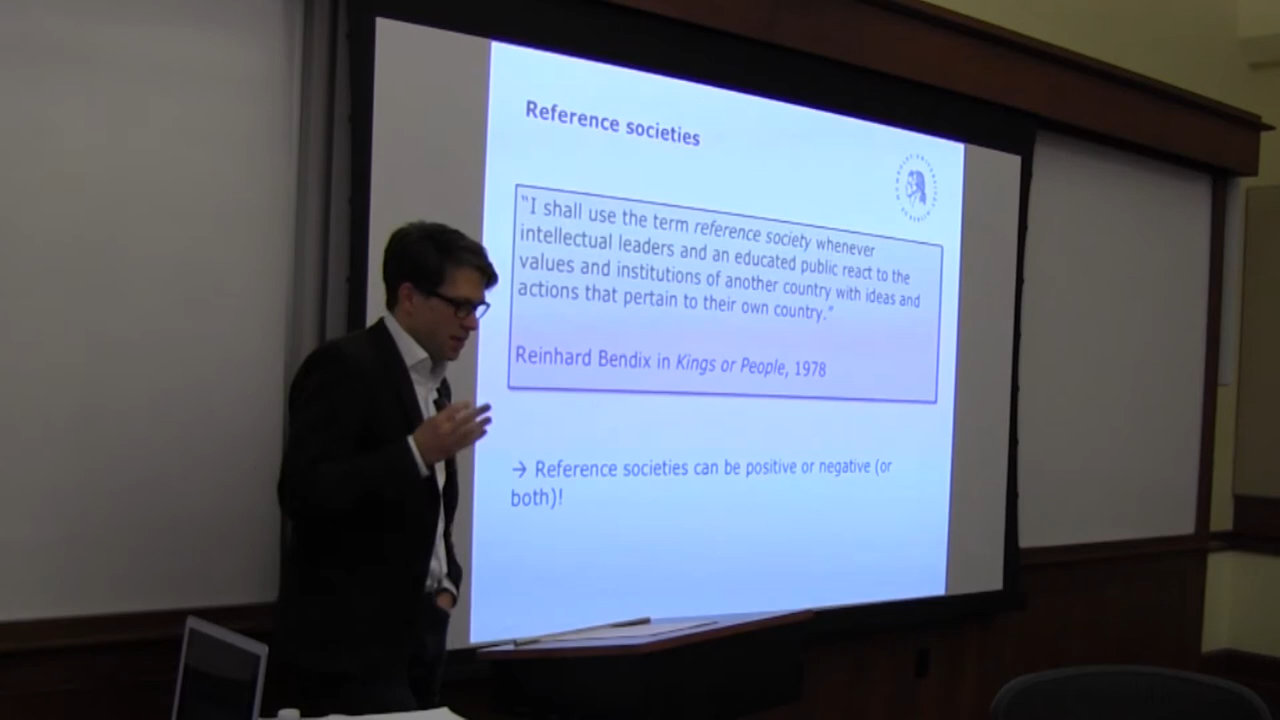 Reference societies
“I shall use the term reference society whenever
intellectual leaders and an educated public react to the
values and institutions of another country with ideas and
actions that pertain to their own country.”
Reinhard Bendix in Kings or People, 1978
→ Reference societies can be positive or negative (or
both)!